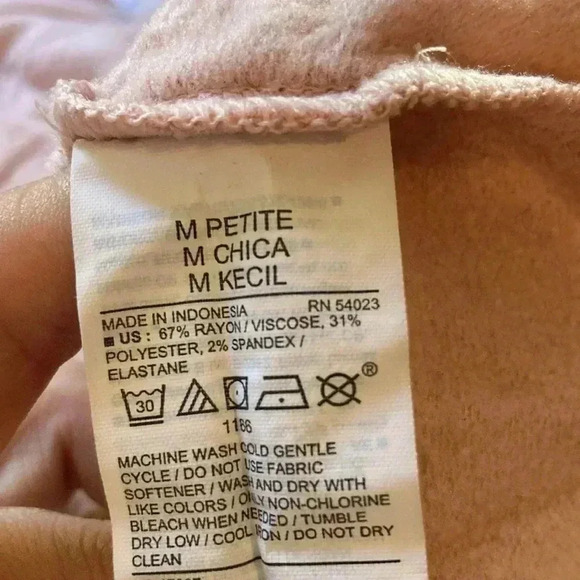 M PETITE
M CHICA
M KECIL
MADE IN INDONESIA RN 54023
US : 67% RAYON / VISCOSE, 31%
POLYESTER, 2% SPANDEX /
ELASTANE
30
®
1166
MACHINE WASH COLD GENTLE
CYCLE / DO NOT USE FABRIC
SOFTENER / WASH AND DRY WITH
LIKE COLORS / ONLY NON-CHLORINE
BLEACH WHEN NEEDED / TUMBLE
DRY LOW / COOL IRON / DO NOT DRY
CLEAN